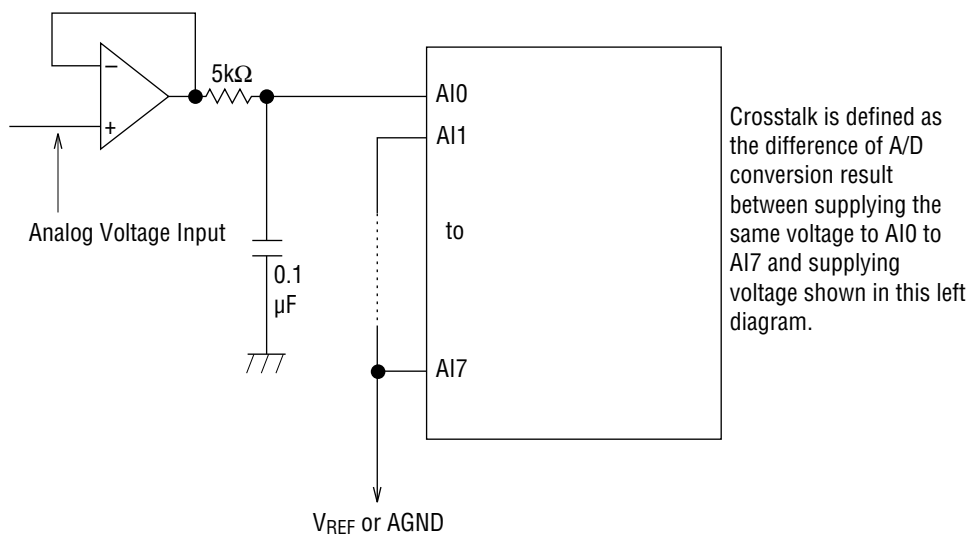 −
+
5kΩ
Analog Voltage Input
0.1
μF
AI0
AI1
to
AI7
VREF or AGND
Crosstalk is defined as
the difference of A/D
conversion result
between supplying the
same voltage to AI0 to
AI7 and supplying
voltage shown in this left
diagram.